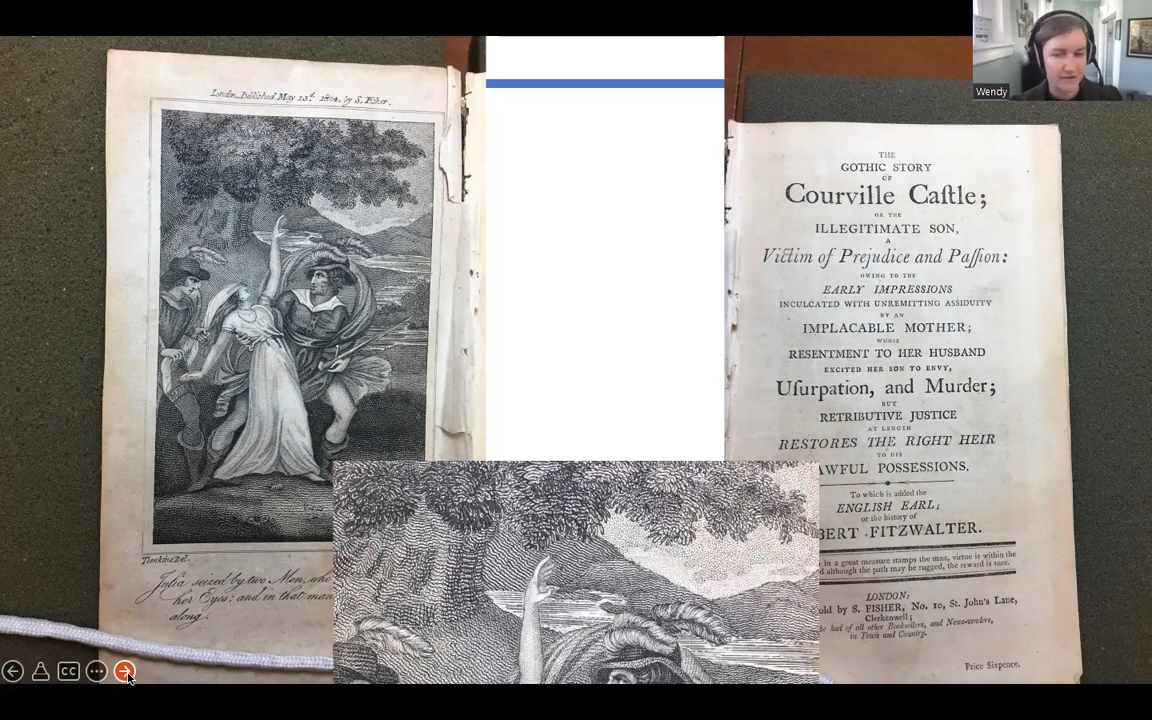 Wendy
London, Published May 23d. 1804, by S. Fisher.
Tomkins Del.
Julia seized by two Men, who
her Eyes; and in that man
along.
THE
GOTHIC STORY
OF
Courville Caſtle;
OR THE
ILLEGITIMATE SON,
A
Victim of Prejudice and Paſſion:
OWING TO THE
EARLY IMPRESSIONS
INCULCATED WITH UNREMITTING ASSIDUITY
BY AN
IMPLACABLE MOTHER;
WHOSE
RESENTMENT TO HER HUSBAND
EXCITED HER SON TO ENVY,
Uſurpation, and Murder;
BUT
RETRIBUTIVE JUSTICE
AT LENGTH
RESTORES THE RIGHT HEIR
TO HIS
AWFUL POSSESSIONS.
To which is added the
ENGLISH EARL;
or the history of
BERT FITZWALTER.
in a great measure stamps the man, virtue is within the
although the path may be rugged, the reward is sure.
LONDON;
old by S. FISHER, No. 10, St. John's Lane,
Clerkenwell;
be had of all other Booksellers, and News-venders,
in Town and Country.
Price Sixpence.
CC